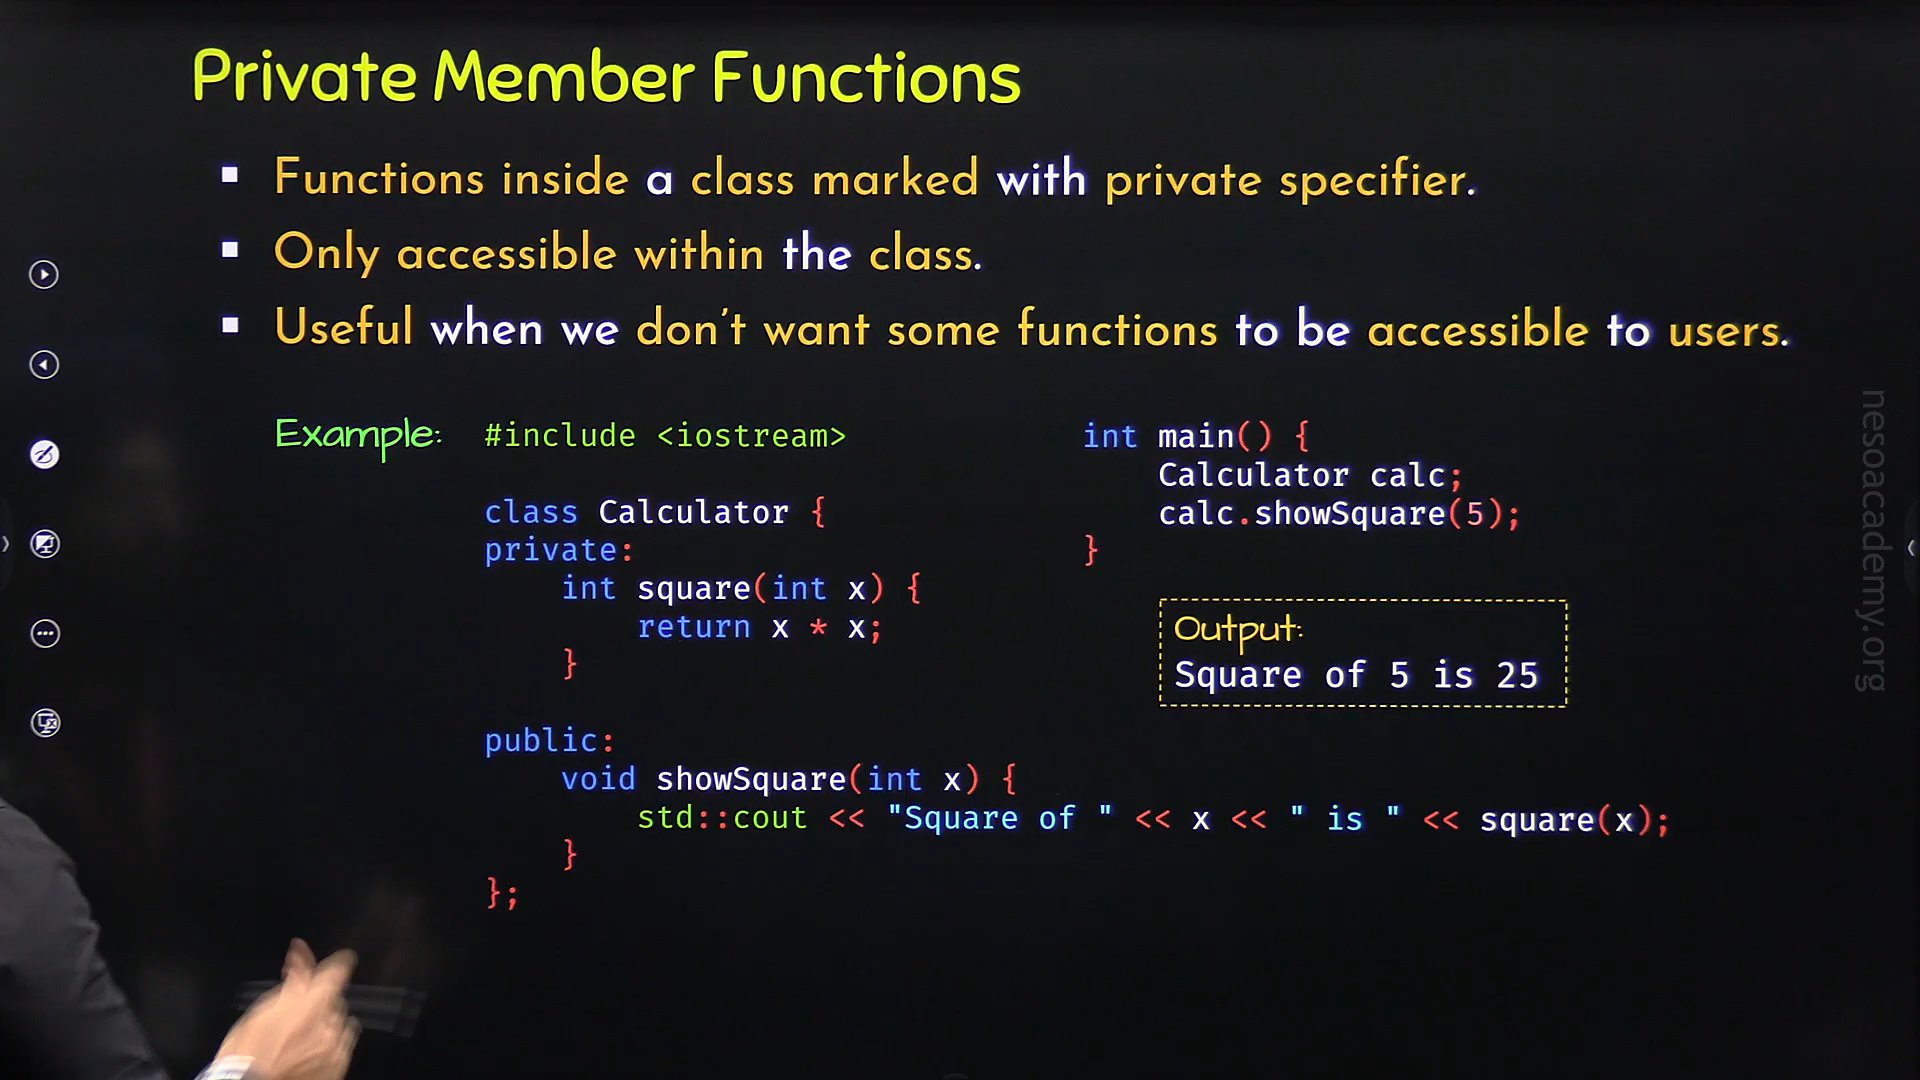 Private Member Functions
▪ Functions inside a class marked with private specifier.
▪ Only accessible within the class.
▪ Useful when we don't want some functions to be accessible to users.
Example:
#include <iostream>
class Calculator {
private:
    int square(int x) {
        return x * x;
    }
public:
    void showSquare(int x) {
        std::cout << "Square of " << x << " is " << square(x);
    }
};
int main() {
    Calculator calc;
    calc.showSquare(5);
}
Output:
Square of 5 is 25
nesoacademy.org